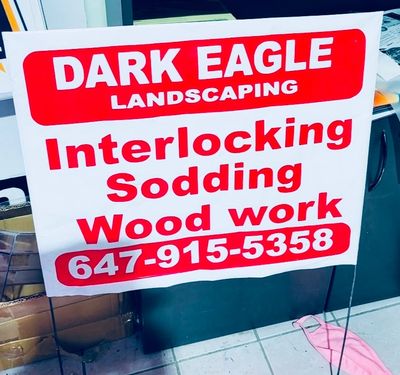 DARK EAGLE
LANDSCAPING
Interlocking
Sodding
Wood work
647-915-5358